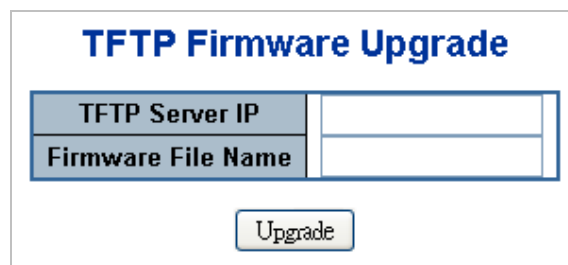 TFTP Firmware Upgrade
TFTP Server IP
Firmware File Name
Upgrade